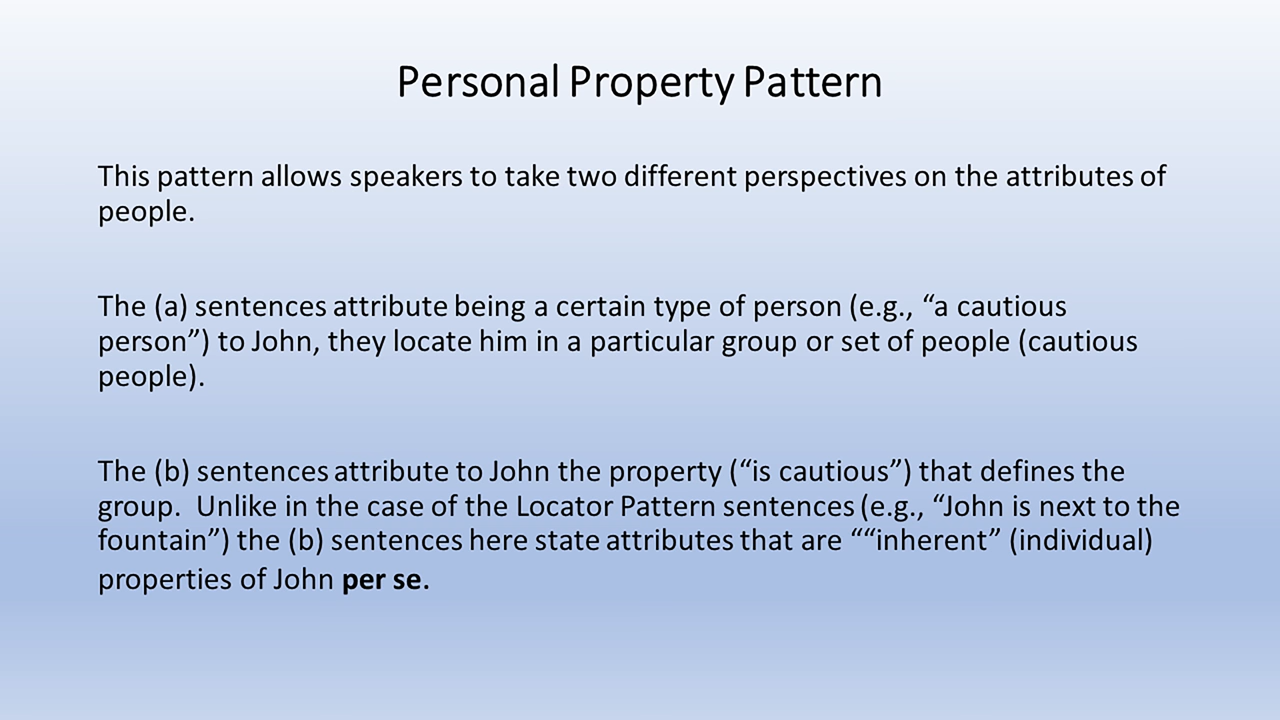 Personal Property Pattern
This pattern allows speakers to take two different perspectives on the attributes of
people.
The (a) sentences attribute being a certain type of person (e.g., “a cautious
person”) to John, they locate him in a particular group or set of people (cautious
people).
The (b) sentences attribute to John the property (“is cautious”) that defines the
group.  Unlike in the case of the Locator Pattern sentences (e.g., “John is next to the
fountain”) the (b) sentences here state attributes that are ““inherent” (individual)
properties of John per se.